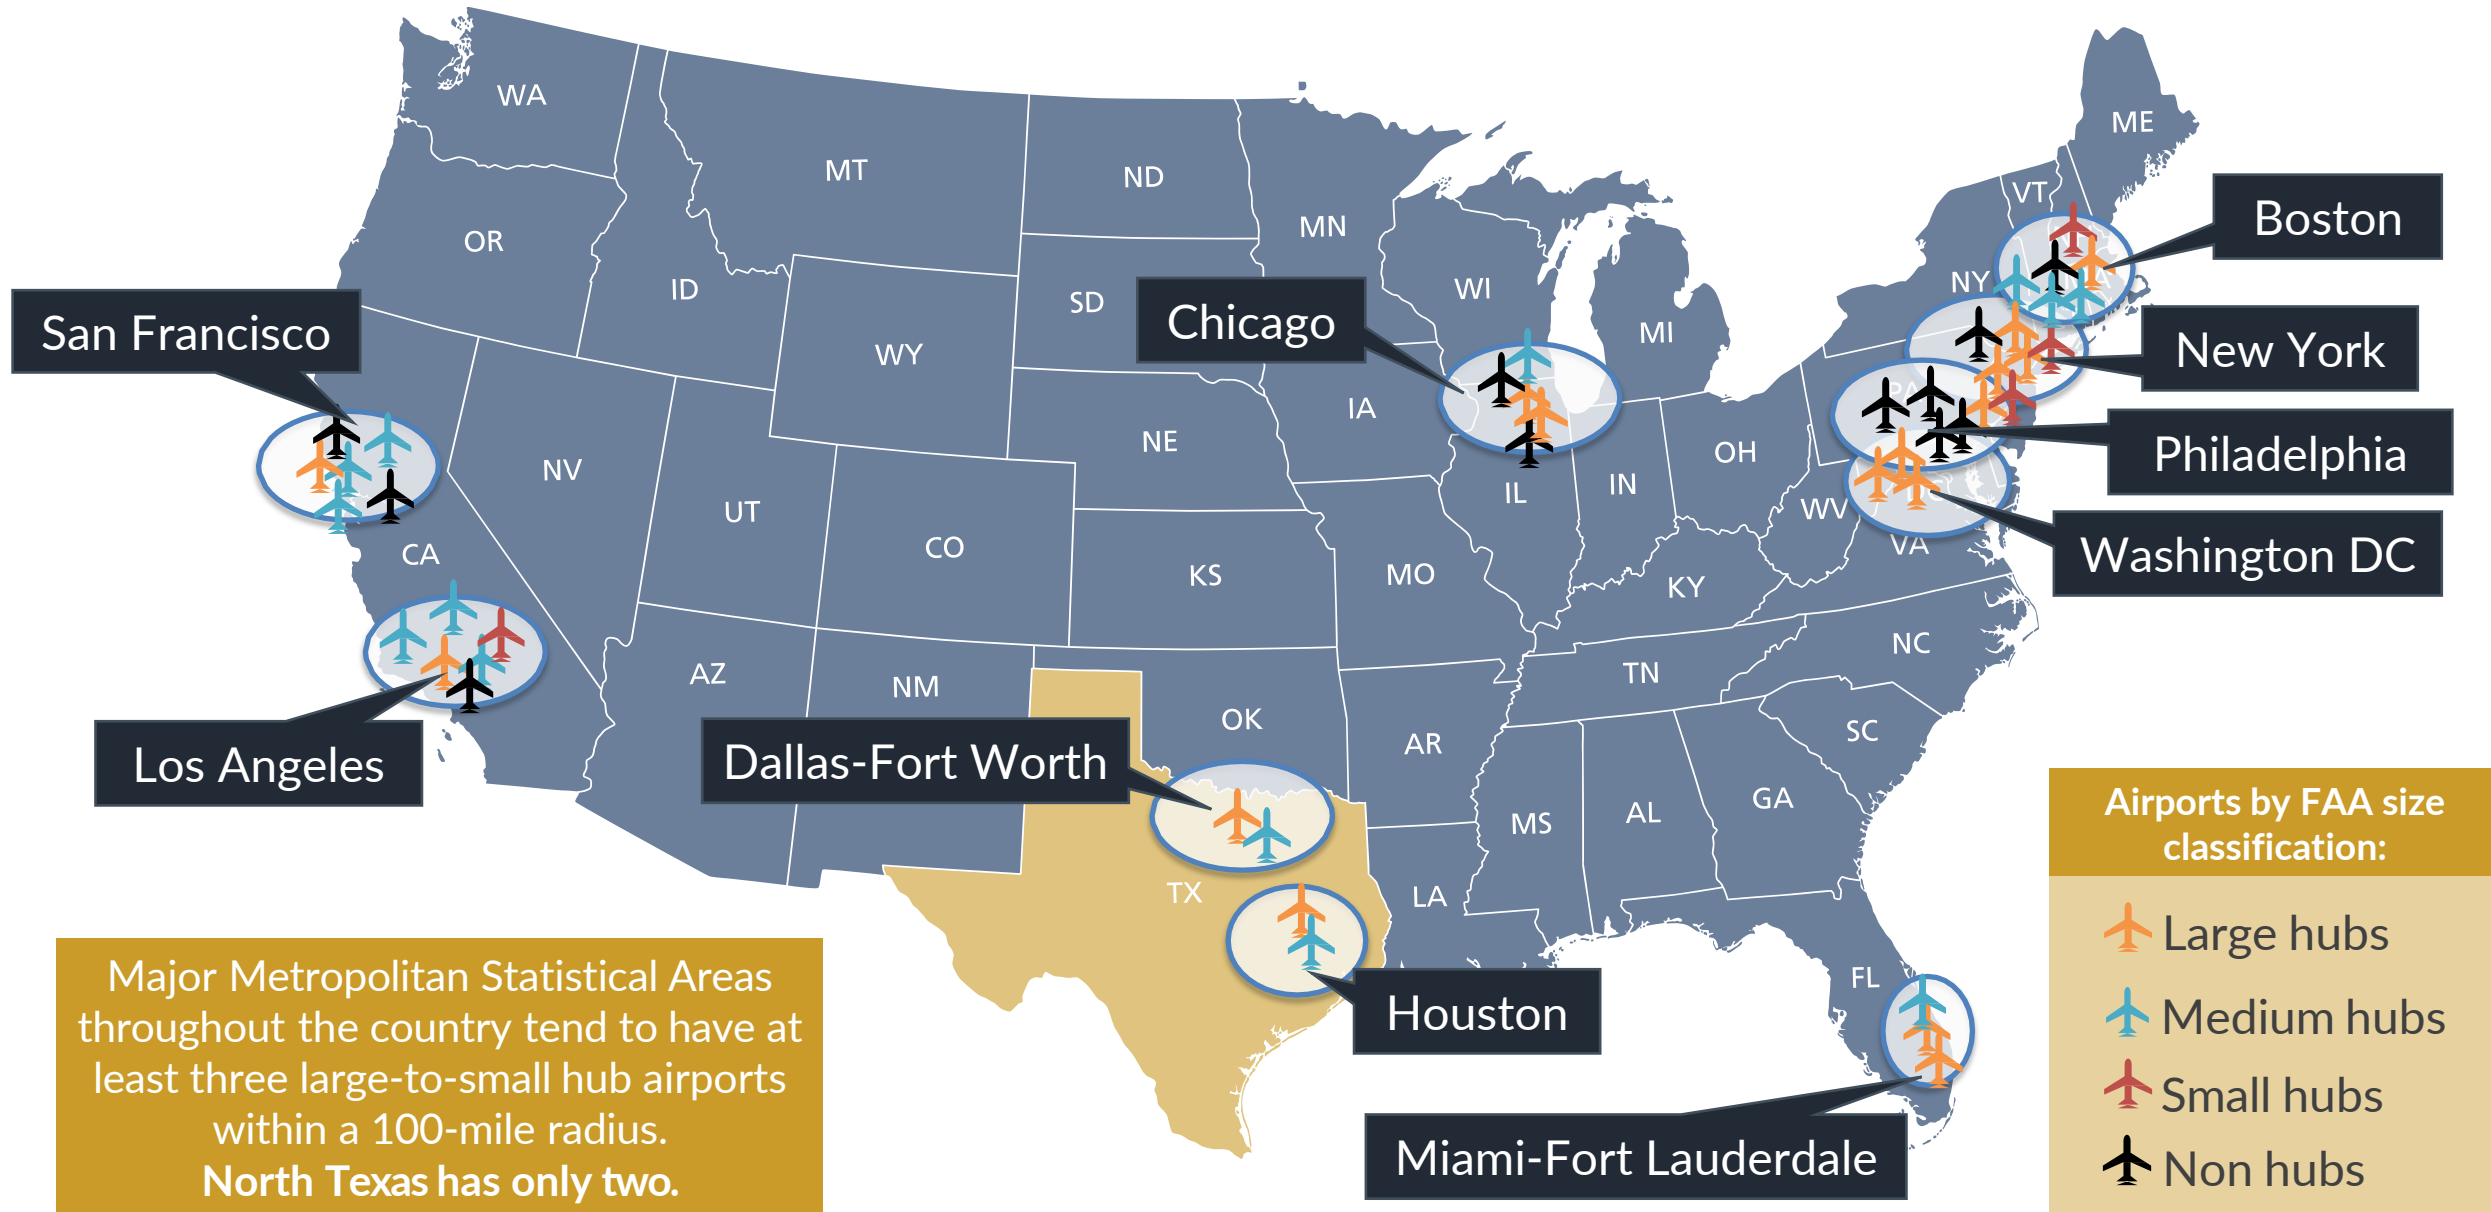 WA
MT
ND
MN
ME
VT
OR
ID
SD
WI
NY
MI
Boston
San Francisco
Chicago
New York
WY
IA
NE
PA
Philadelphia
NV
UT
CO
IL
IN
OH
WV
DC
VA
Washington DC
CA
KS
MO
KY
AZ
NM
OK
AR
TN
NC
SC
Los Angeles
Dallas-Fort Worth
MS
AL
GA
TX
LA
FL
Houston
Miami-Fort Lauderdale
Major Metropolitan Statistical Areas
throughout the country tend to have at
least three large-to-small hub airports
within a 100-mile radius.
North Texas has only two.
Airports by FAA size
classification:
Large hubs
Medium hubs
Small hubs
Non hubs